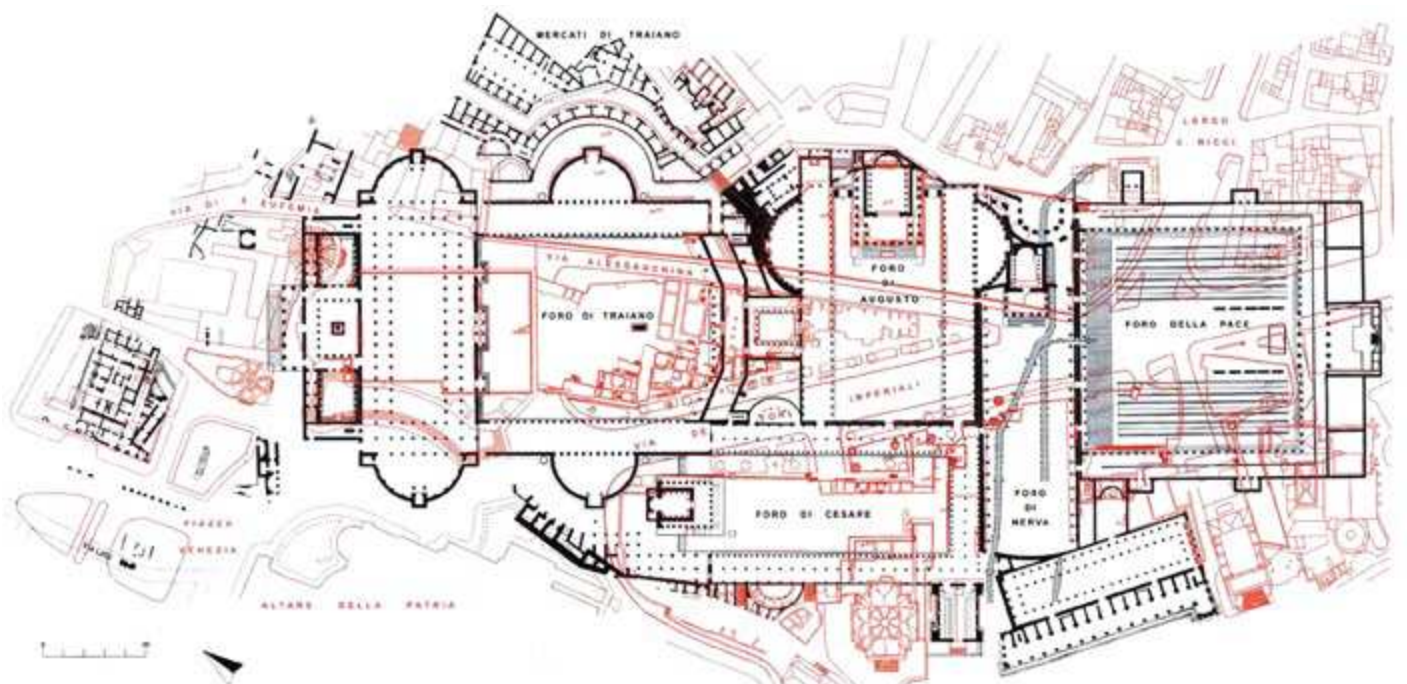 MERCATI DI TRAIANO
LARGO
C. RICCI
VIA DI S. EUFEMIA
C
VIA ALESSANDRINA
FORO
DI
AUGUSTO
FORO DI TRAIANO
FORO DELLA PACE
IMPERIALI
VIA DEI
FORO DI CESARE
FORO
DI
NERVA
PIAZZA
VENEZIA
ALTARE DELLA PATRIA